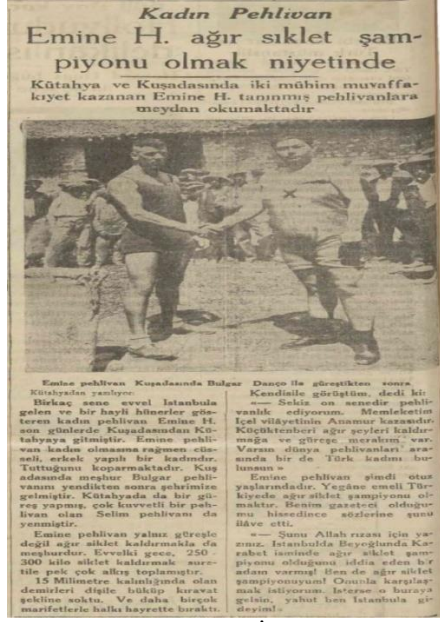 Kadın Pehlivan
Emine H. ağır sıklet şam-
piyonu olmak niyetinde
Kütahya ve Kuşadasında iki mühim muvaffa-
kıyet kazanan Emine H. tanınmış pehlivanlara
meydan okumaktadır
Emine pehlivan Kuşadasında Bulgar Danço ile güreştikten sonra
Kütahyadan yazılıyor:
Birkaç sene evvel İstanbula
gelen ve bir hayli hünerler gös-
teren kadın pehlivan Emine H.
son günlerde Kuşadasından Kü-
tahyaya gitmiştir. Emine pehli-
van kadın olmasına rağmen cüs-
seli, erkek yapılı bir kadındır.
Tuttuğunu koparmaktadır. Kuş
adasında meşhur Bulgar pehli-
vanını yendikten sonra şehrimize
gelmiştir. Kütahyada da bir gü-
reş yapmış, çok kuvvetli bir peh-
livan olan Selim pehlivanı da
yenmiştir.
Emine pehlivan yalnız güreşle
değil ağır siklet kaldırmakla da
meşhurdur. Evvelki gece, 250 -
300 kilo siklet kaldırmak sure-
tile pek çok alkış toplamıştır.
15 Milimetre kalınlığında olan
demirleri dişile büküp kıravat
şekline soktu. Ve daha birçok
marifetlerle halkı hayrette bıraktı.
Kendisile görüştüm, dedi ki:
«— Sekiz on senedir pehli-
vanlık ediyorum. Memleketim
İçel vilâyetinin Anamur kazasıdır
Küçüktenberi ağır şeyleri kaldır-
mağa ve güreşe merakım var.
Varsın dünya pehlivanları ara-
sında bir de Türk kadını bu-
lunsun »
Emine pehlivan şimdi otuz
yaşlarındadır. Yegâne emeli Tür-
kiyede ağır siklet şampiyonu ol-
maktır. Benim gazeteci olduğu-
mu hissedince sözlerine şunu
ilâve etti.
«— Şunu Allah rızası için ya-
zınız. İstanbulda Beyoğlunda Ka-
rabet isminde ağır siklet şam-
piyonu olduğunu iddia eden bir
adam varmış! Ben de ağır siklet
şampiyonuyum! Onunla karşılaş-
mak istiyorum. İsterse o buraya
gelsin, yahut ben İstanbula gi-
deyim!»